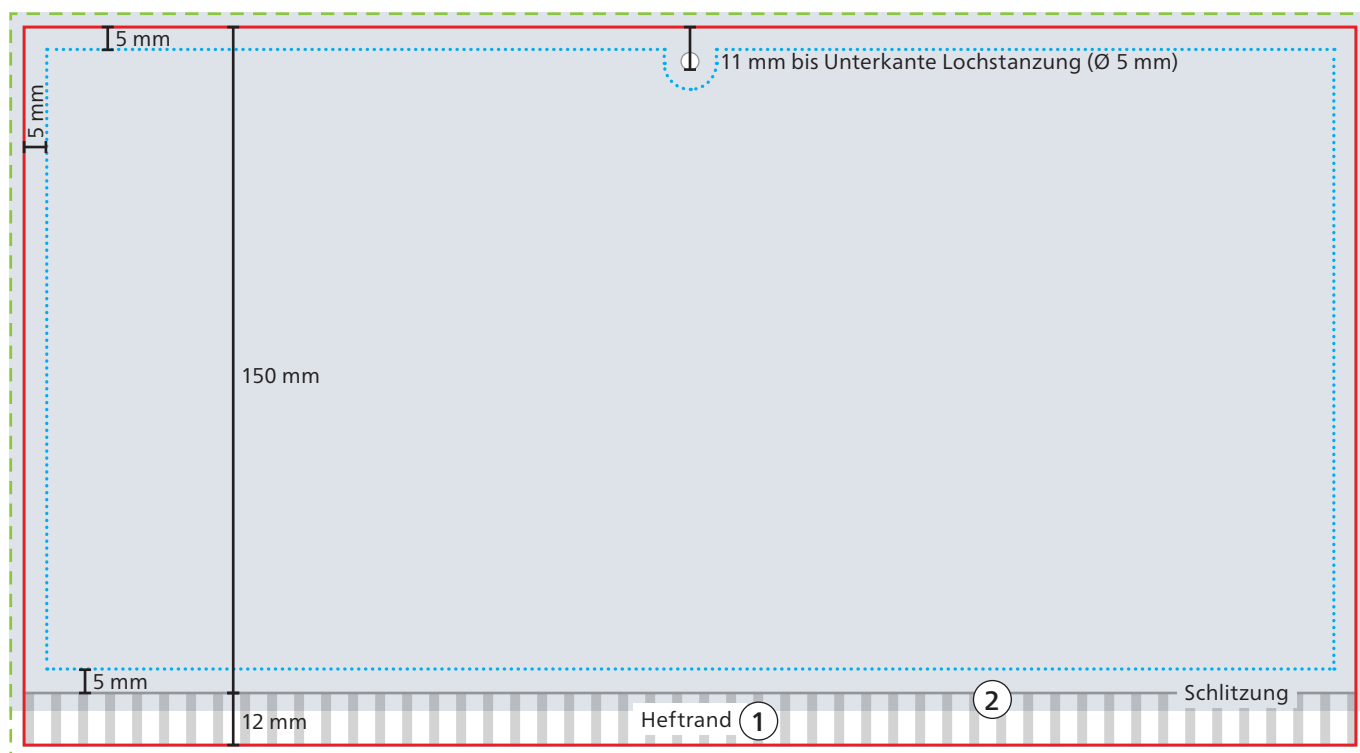 5 mm
11 mm bis Unterkante Lochstanzung (Ø 5 mm)
5 mm
150 mm
5 mm
Schlitzung
2
12 mm
Heftrand 1